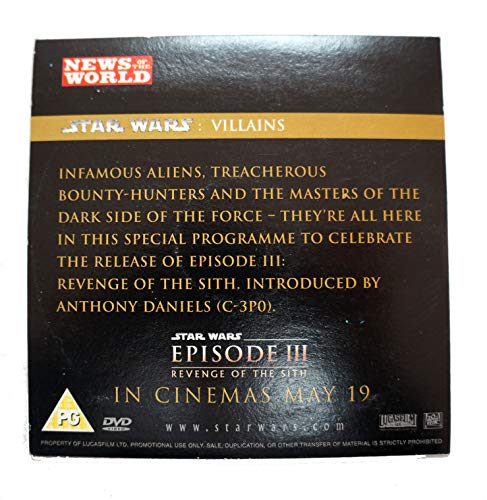 NEWS OF THE WORLD
STAR WARS : VILLAINS
INFAMOUS ALIENS, TREACHEROUS
BOUNTY-HUNTERS AND THE MASTERS OF THE
DARK SIDE OF THE FORCE – THEY'RE ALL HERE
IN THIS SPECIAL PROGRAMME TO CELEBRATE
THE RELEASE OF EPISODE III:
REVENGE OF THE SITH, INTRODUCED BY
ANTHONY DANIELS (C-3P0).
STAR WARS
EPISODE III
REVENGE OF THE SITH
IN CINEMAS MAY 19
PG DVD VIDEO www.starwars.com LUCASFILM LTD FOX
PROPERTY OF LUCASFILM LTD. PROMOTIONAL USE ONLY. SALE, DUPLICATION, OR OTHER TRANSFER OF MATERIAL IS STRICTLY PROHIBITED